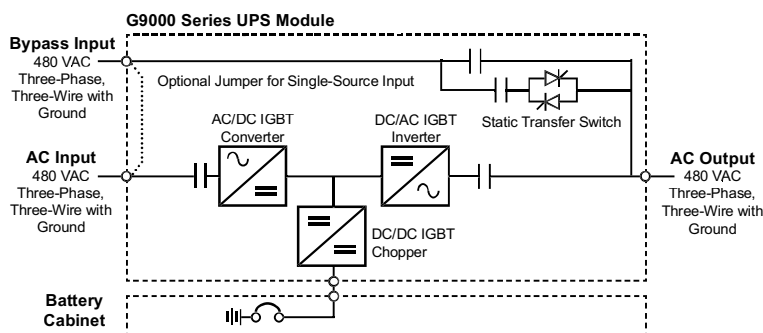 G9000 Series UPS Module
Bypass Input
480 VAC
Three-Phase,
Three-Wire with
Ground
Optional Jumper for Single-Source Input
Static Transfer Switch
AC/DC IGBT
Converter
DC/AC IGBT
Inverter
AC Input
480 VAC
Three-Phase,
Three-Wire with
Ground
AC Output
480 VAC
Three-Phase,
Three-Wire with
Ground
DC/DC IGBT
Chopper
Battery
Cabinet